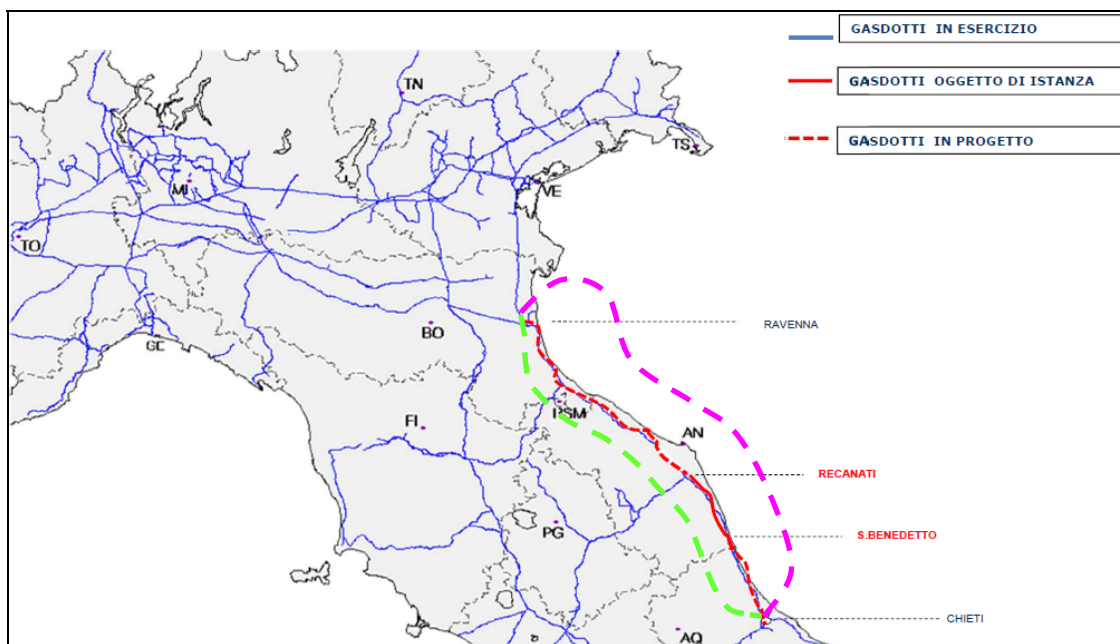 GASDOTTI IN ESERCIZIO
GASDOTTI OGGETTO DI ISTANZA
GASDOTTI IN PROGETTO
TN
TS
MI
VE
TO
BO
RAVENNA
GE
RSM
FI
AN
RECANATI
PG
S.BENEDETTO
CHIETI
AQ